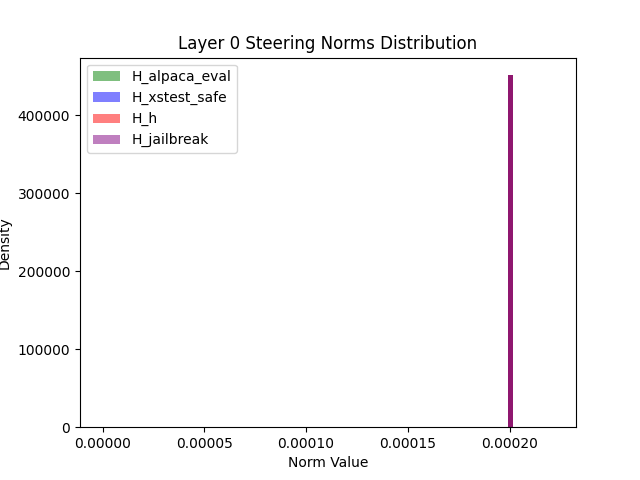 Layer 0 Steering Norms Distribution
H_alpaca_eval
H_xstest_safe
H_h
H_jailbreak
Density
400000
300000
200000
100000
0
0.00000 0.00005 0.00010 0.00015 0.00020
Norm Value